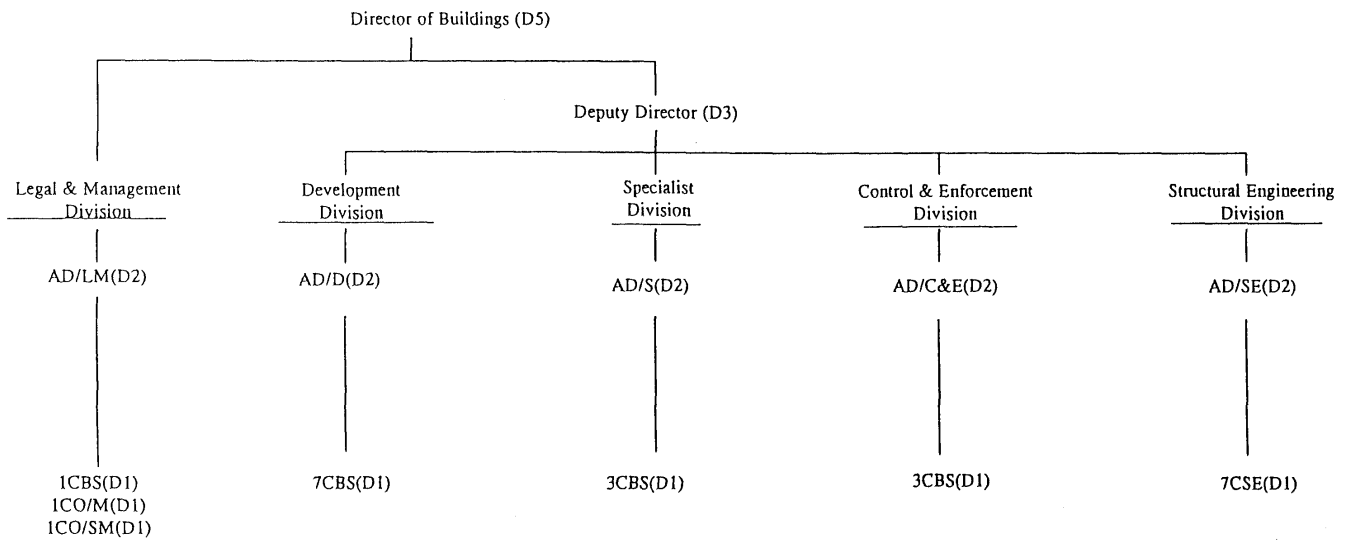 Director of Buildings (D5)
Deputy Director (D3)
Legal & Management
Division
Development
Division
Specialist
Division
Control & Enforcement
Division
Structural Engineering
Division
AD/LM(D2)
AD/D(D2)
AD/S(D2)
AD/C&E(D2)
AD/SE(D2)
1CBS(D1)
1CO/M(D1)
1CO/SM(D1)
7CBS(D1)
3CBS(D1)
3CBS(D1)
7CSE(D1)